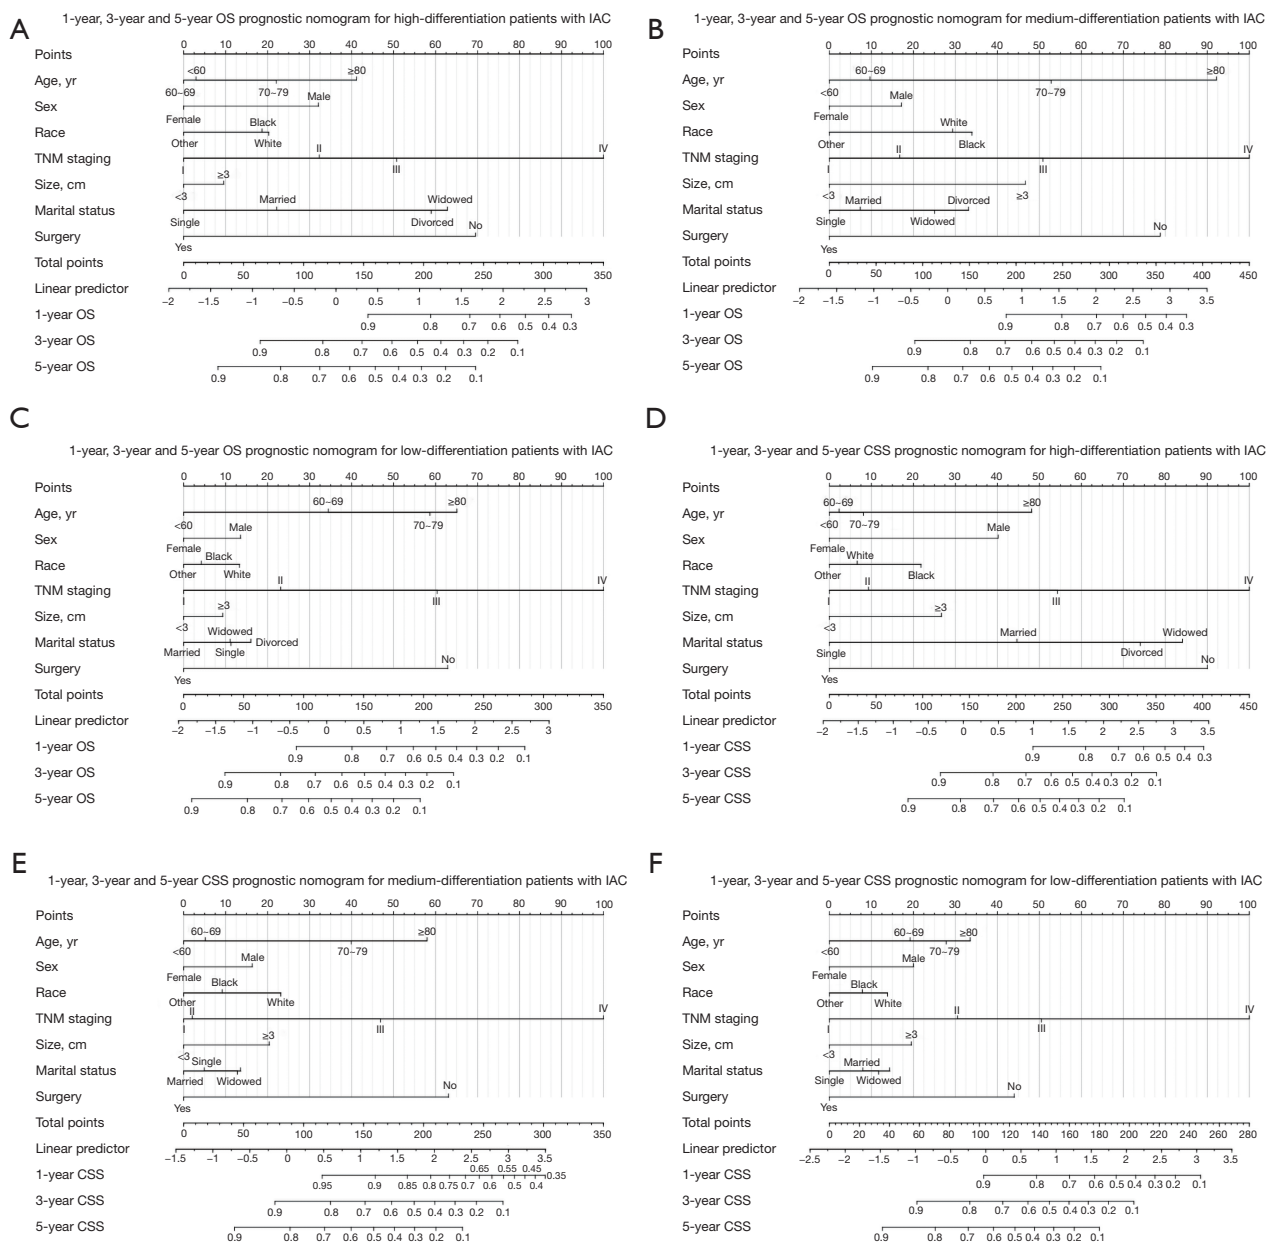 A
1-year, 3-year and 5-year OS prognostic nomogram for high-differentiation patients with IAC
Points
0 10 20 30 40 50 60 70 80 90 100
<60 ≥80
Age, yr
60~69 70~79
Male
Sex
Female
Black
Race
Other White
II IV
TNM staging
I III
≥3
Size, cm
<3
Married Widowed
Marital status
Single Divorced
No
Surgery
Yes
Total points
0 50 100 150 200 250 300 350
Linear predictor
−2 −1.5 −1 −0.5 0 0.5 1 1.5 2 2.5 3
1-year OS
0.9 0.8 0.7 0.6 0.5 0.4 0.3
3-year OS
0.9 0.8 0.7 0.6 0.5 0.4 0.3 0.2 0.1
5-year OS
0.9 0.8 0.7 0.6 0.5 0.4 0.3 0.2 0.1
B
1-year, 3-year and 5-year OS prognostic nomogram for medium-differentiation patients with IAC
Points
0 10 20 30 40 50 60 70 80 90 100
60~69 ≥80
Age, yr
<60 70~79
Male
Sex
Female
White
Race
Other Black
II IV
TNM staging
I III
Size, cm
<3 ≥3
Married Divorced
Marital status
Single Widowed
No
Surgery
Yes
Total points
0 50 100 150 200 250 300 350 400 450
Linear predictor
−2 −1.5 −1 −0.5 0 0.5 1 1.5 2 2.5 3 3.5
1-year OS
0.9 0.8 0.7 0.6 0.5 0.4 0.3
3-year OS
0.9 0.8 0.7 0.6 0.5 0.4 0.3 0.2 0.1
5-year OS
0.9 0.8 0.7 0.6 0.5 0.4 0.3 0.2 0.1
C
1-year, 3-year and 5-year OS prognostic nomogram for low-differentiation patients with IAC
Points
0 10 20 30 40 50 60 70 80 90 100
60~69 ≥80
Age, yr
<60 70~79
Male
Sex
Female
Black
Race
Other White
II IV
TNM staging
I III
≥3
Size, cm
<3
Widowed
Marital status Divorced
Married Single
No
Surgery
Yes
Total points
0 50 100 150 200 250 300 350
Linear predictor
−2 −1.5 −1 −0.5 0 0.5 1 1.5 2 2.5 3
1-year OS
0.9 0.8 0.7 0.6 0.5 0.4 0.3 0.2 0.1
3-year OS
0.9 0.8 0.7 0.6 0.5 0.4 0.3 0.2 0.1
5-year OS
0.9 0.8 0.7 0.6 0.5 0.4 0.3 0.2 0.1
D
1-year, 3-year and 5-year CSS prognostic nomogram for high-differentiation patients with IAC
Points
0 10 20 30 40 50 60 70 80 90 100
60~69 ≥80
Age, yr
<60 70~79
Male
Sex
Female
White
Race
Other Black
II IV
TNM staging
I III
≥3
Size, cm
<3
Married Widowed
Marital status
Single Divorced
No
Surgery
Yes
Total points
0 50 100 150 200 250 300 350 400 450
Linear predictor
−2 −1.5 −1 −0.5 0 0.5 1 1.5 2 2.5 3 3.5
1-year CSS
0.9 0.8 0.7 0.6 0.5 0.4 0.3
3-year CSS
0.9 0.8 0.7 0.6 0.5 0.4 0.3 0.2 0.1
5-year CSS
0.9 0.8 0.7 0.6 0.5 0.4 0.3 0.2 0.1
E
1-year, 3-year and 5-year CSS prognostic nomogram for medium-differentiation patients with IAC
Points
0 10 20 30 40 50 60 70 80 90 100
60~69 ≥80
Age, yr
<60 70~79
Male
Sex
Female
Black
Race
Other White
II IV
TNM staging
I III
≥3
Size, cm
<3
Single
Marital status
Married Widowed
No
Surgery
Yes
Total points
0 50 100 150 200 250 300 350
Linear predictor
−1.5 −1 −0.5 0 0.5 1 1.5 2 2.5 3 3.5
0.65 0.55 0.45
1-year CSS
0.95 0.9 0.85 0.8 0.75 0.7 0.6 0.5 0.4 0.35
3-year CSS
0.9 0.8 0.7 0.6 0.5 0.4 0.3 0.2 0.1
5-year CSS
0.9 0.8 0.7 0.6 0.5 0.4 0.3 0.2 0.1
F
1-year, 3-year and 5-year CSS prognostic nomogram for low-differentiation patients with IAC
Points
0 10 20 30 40 50 60 70 80 90 100
60~69 ≥80
Age, yr
<60 70~79
Male
Sex
Female
Black
Race
Other White
II IV
TNM staging
I III
≥3
Size, cm
<3
Married
Marital status
Single Widowed
No
Surgery
Yes
Total points
0 20 40 60 80 100 120 140 160 180 200 220 240 260 280
Linear predictor
−2.5 −2 −1.5 −1 −0.5 0 0.5 1 1.5 2 2.5 3 3.5
1-year CSS
0.9 0.8 0.7 0.6 0.5 0.4 0.3 0.2 0.1
3-year CSS
0.9 0.8 0.7 0.6 0.5 0.4 0.3 0.2 0.1
5-year CSS
0.9 0.8 0.7 0.6 0.5 0.4 0.3 0.2 0.1